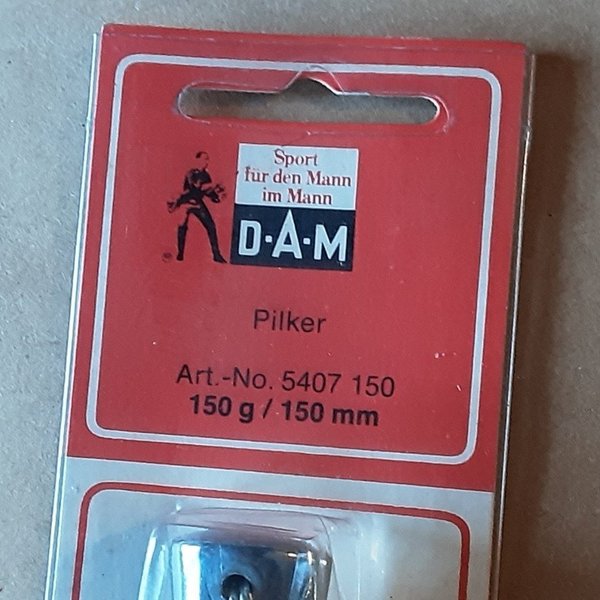 Sport
für den Mann
im Mann
D·A·M
Pilker
Art.-No. 5407 150
150 g / 150 mm